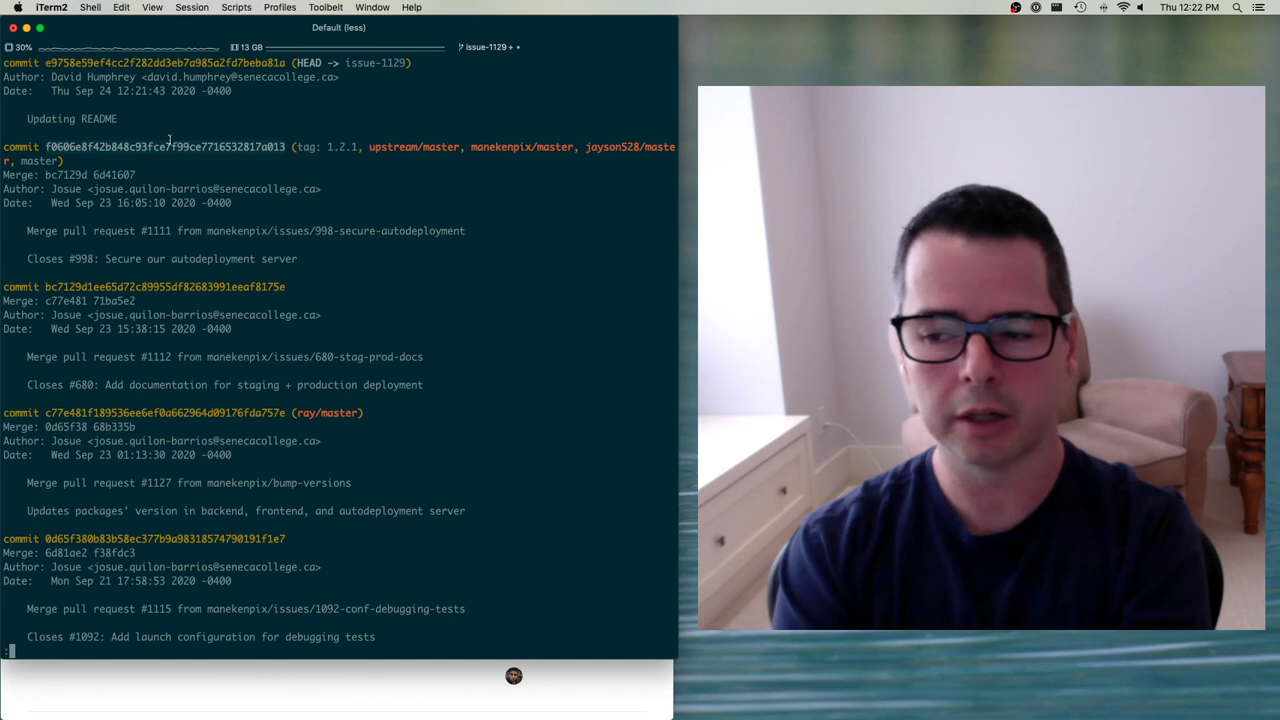 iTerm2 Shell Edit View Session Scripts Profiles Toolbelt Window Help Thu 12:22 PM
Default (less)
30% 13 GB issue-1129 + •
commit e9758e59ef4cc2f282dd3eb7a985a2fd7beba81a (HEAD -> issue-1129)
Author: David Humphrey <david.humphrey@senecacollege.ca>
Date: Thu Sep 24 12:21:43 2020 -0400
Updating README
commit f0606e8f42b848c93fce7f99ce7716532817a013 (tag: 1.2.1, upstream/master, manekenpix/master, jayson528/maste
r, master)
Merge: bc7129d 6d41607
Author: Josue <josue.quilon-barrios@senecacollege.ca>
Date: Wed Sep 23 16:05:10 2020 -0400
Merge pull request #1111 from manekenpix/issues/998-secure-autodeployment
Closes #998: Secure our autodeployment server
commit bc7129d1ee65d72c89955df82683991eeaf8175e
Merge: c77e481 71ba5e2
Author: Josue <josue.quilon-barrios@senecacollege.ca>
Date: Wed Sep 23 15:38:15 2020 -0400
Merge pull request #1112 from manekenpix/issues/680-stag-prod-docs
Closes #680: Add documentation for staging + production deployment
commit c77e481f189536ee6ef0a662964d09176fda757e (ray/master)
Merge: 0d65f38 68b335b
Author: Josue <josue.quilon-barrios@senecacollege.ca>
Date: Wed Sep 23 01:13:30 2020 -0400
Merge pull request #1127 from manekenpix/bump-versions
Updates packages' version in backend, frontend, and autodeployment server
commit 0d65f380b83b58ec377b9a98318574790191f1e7
Merge: 6d81ae2 f38fdc3
Author: Josue <josue.quilon-barrios@senecacollege.ca>
Date: Mon Sep 21 17:58:53 2020 -0400
Merge pull request #1115 from manekenpix/issues/1092-conf-debugging-tests
Closes #1092: Add launch configuration for debugging tests
: